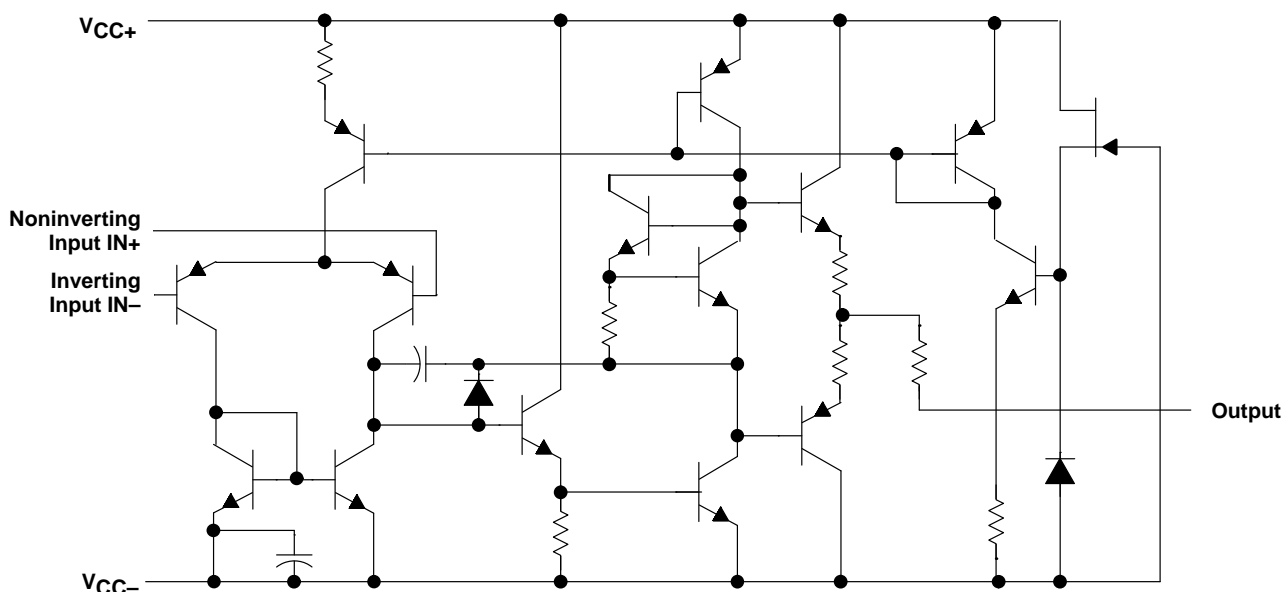 VCC+
Noninverting
Input IN+
Inverting
Input IN–
Output
VCC–